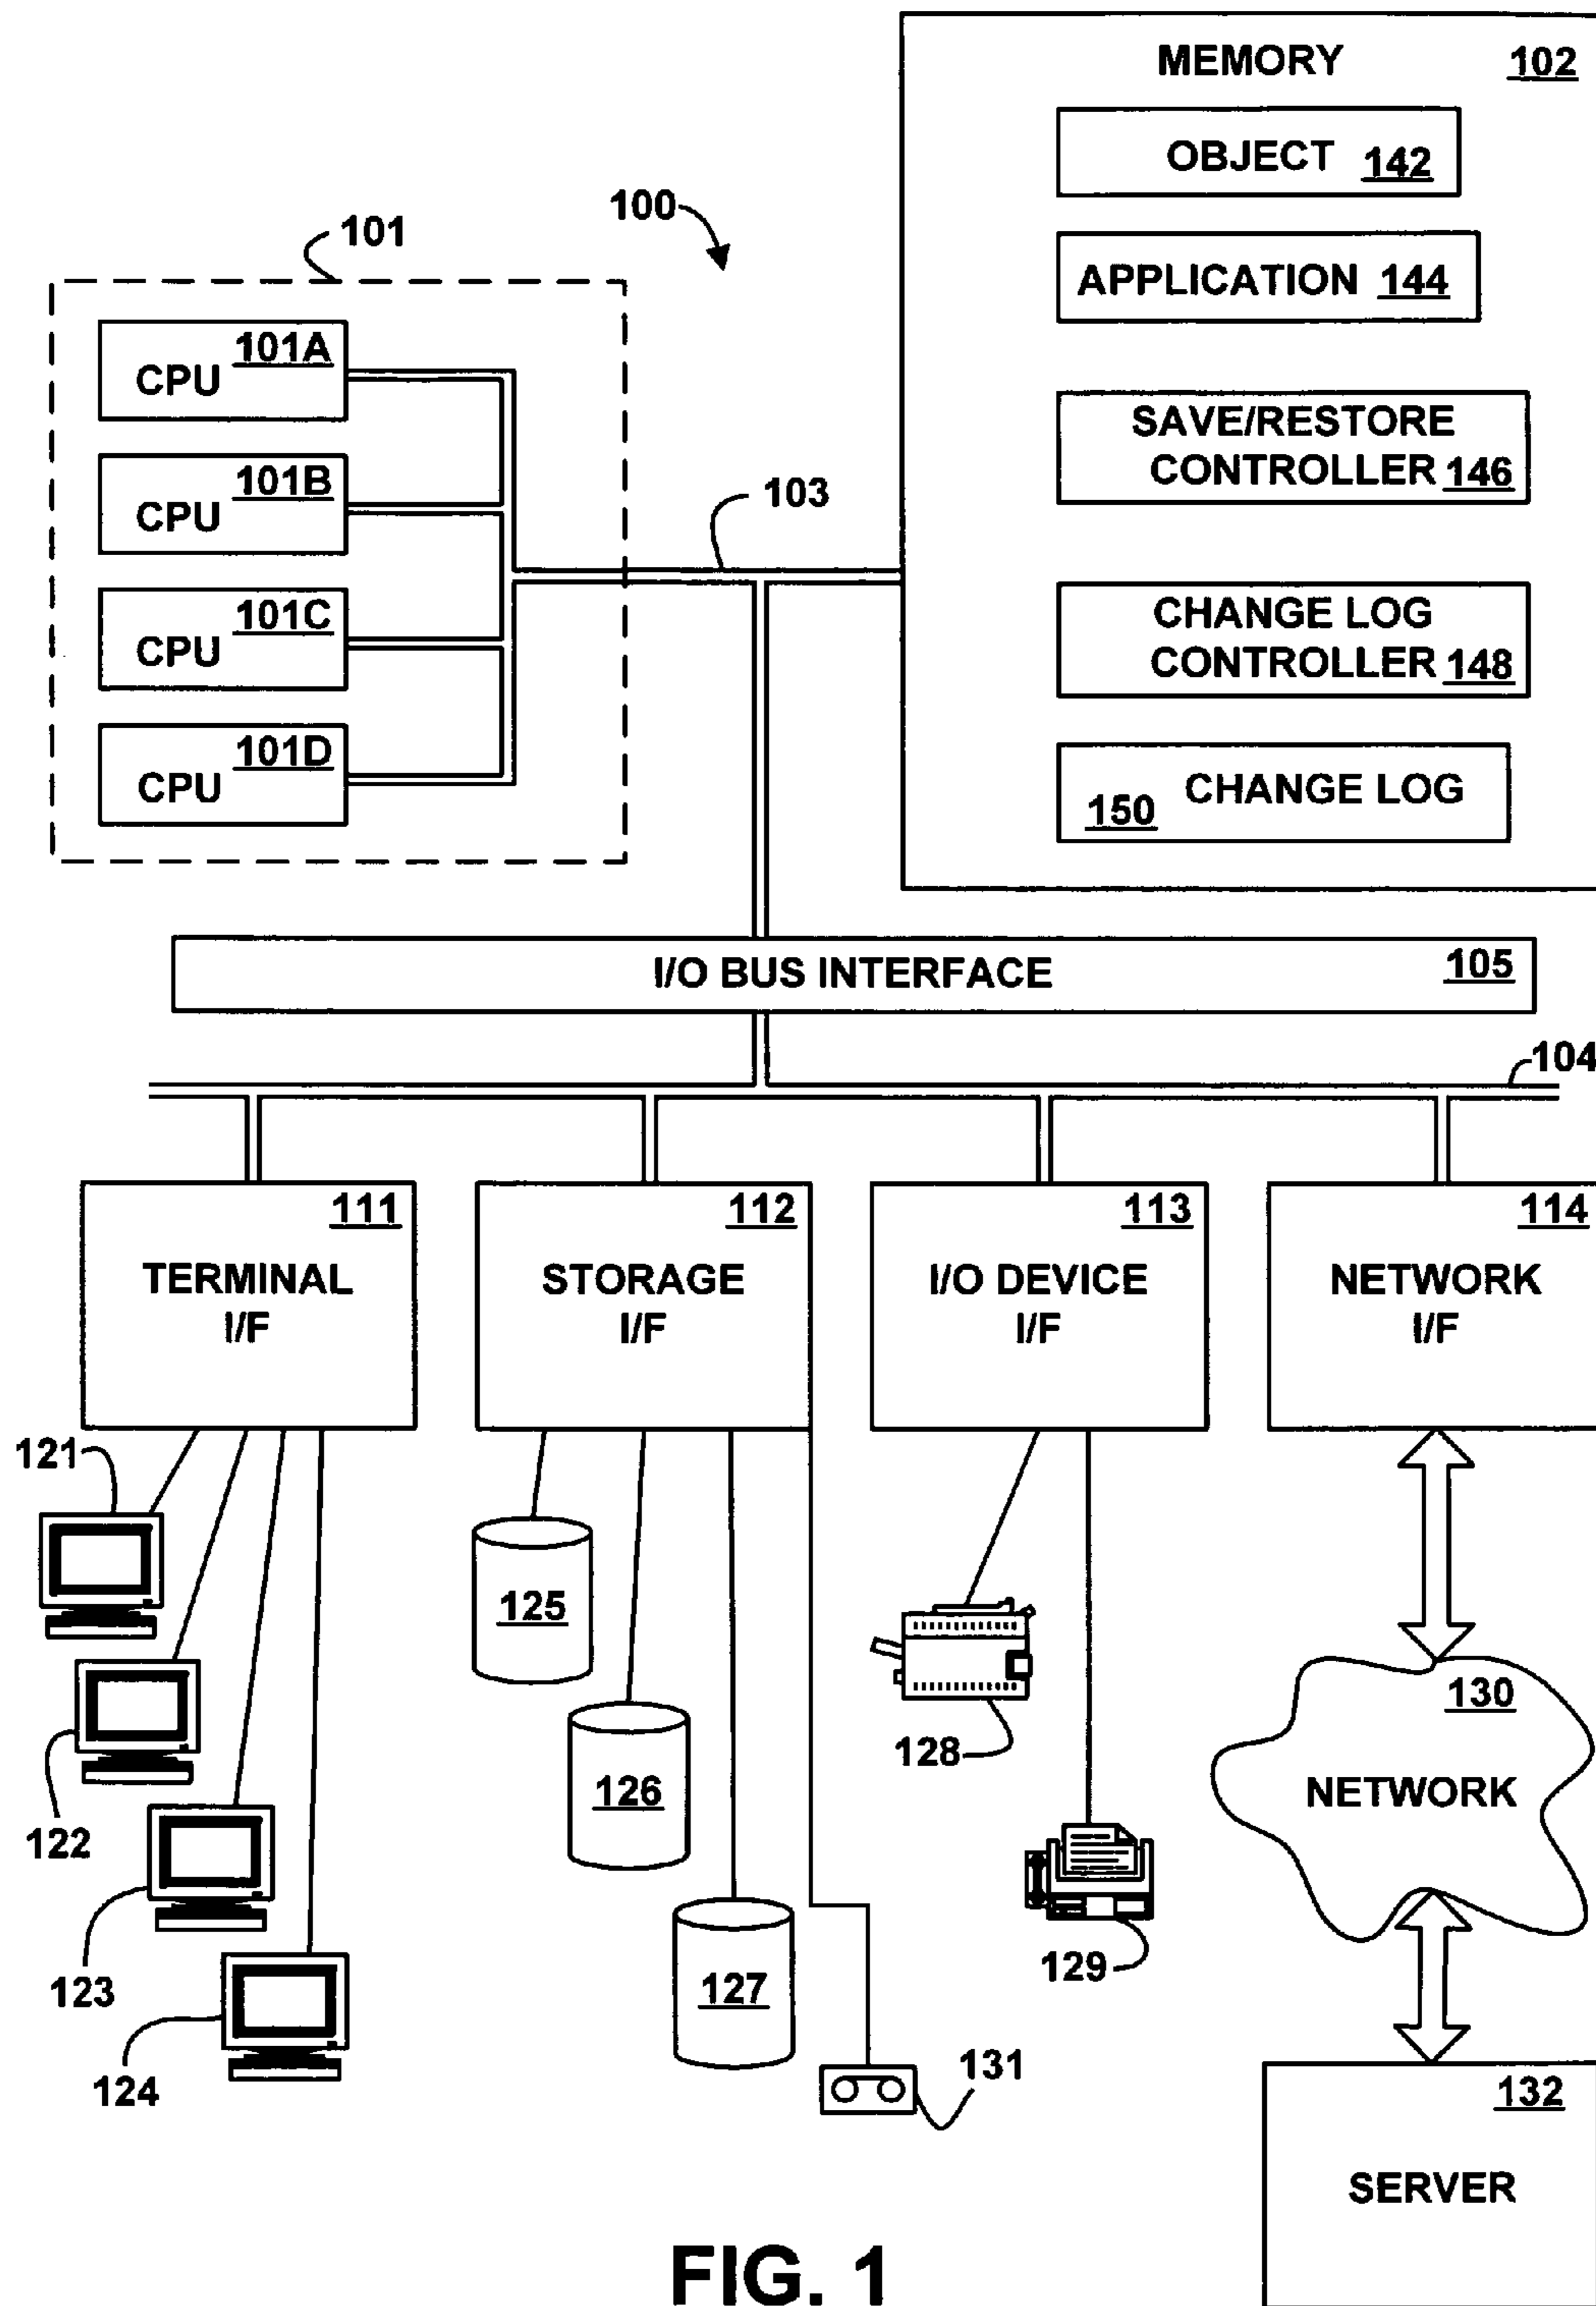 MEMORY 102
OBJECT 142
APPLICATION 144
SAVE/RESTORE
CONTROLLER 146
CHANGE LOG
CONTROLLER 148
150 CHANGE LOG
100
101
101A
CPU
101B
CPU
101C
CPU
101D
CPU
103
I/O BUS INTERFACE 105
104
111
TERMINAL
I/F
112
STORAGE
I/F
113
I/O DEVICE
I/F
114
NETWORK
I/F
121
122
123
124
125
126
127
131
128
129
130
NETWORK
132
SERVER
FIG. 1